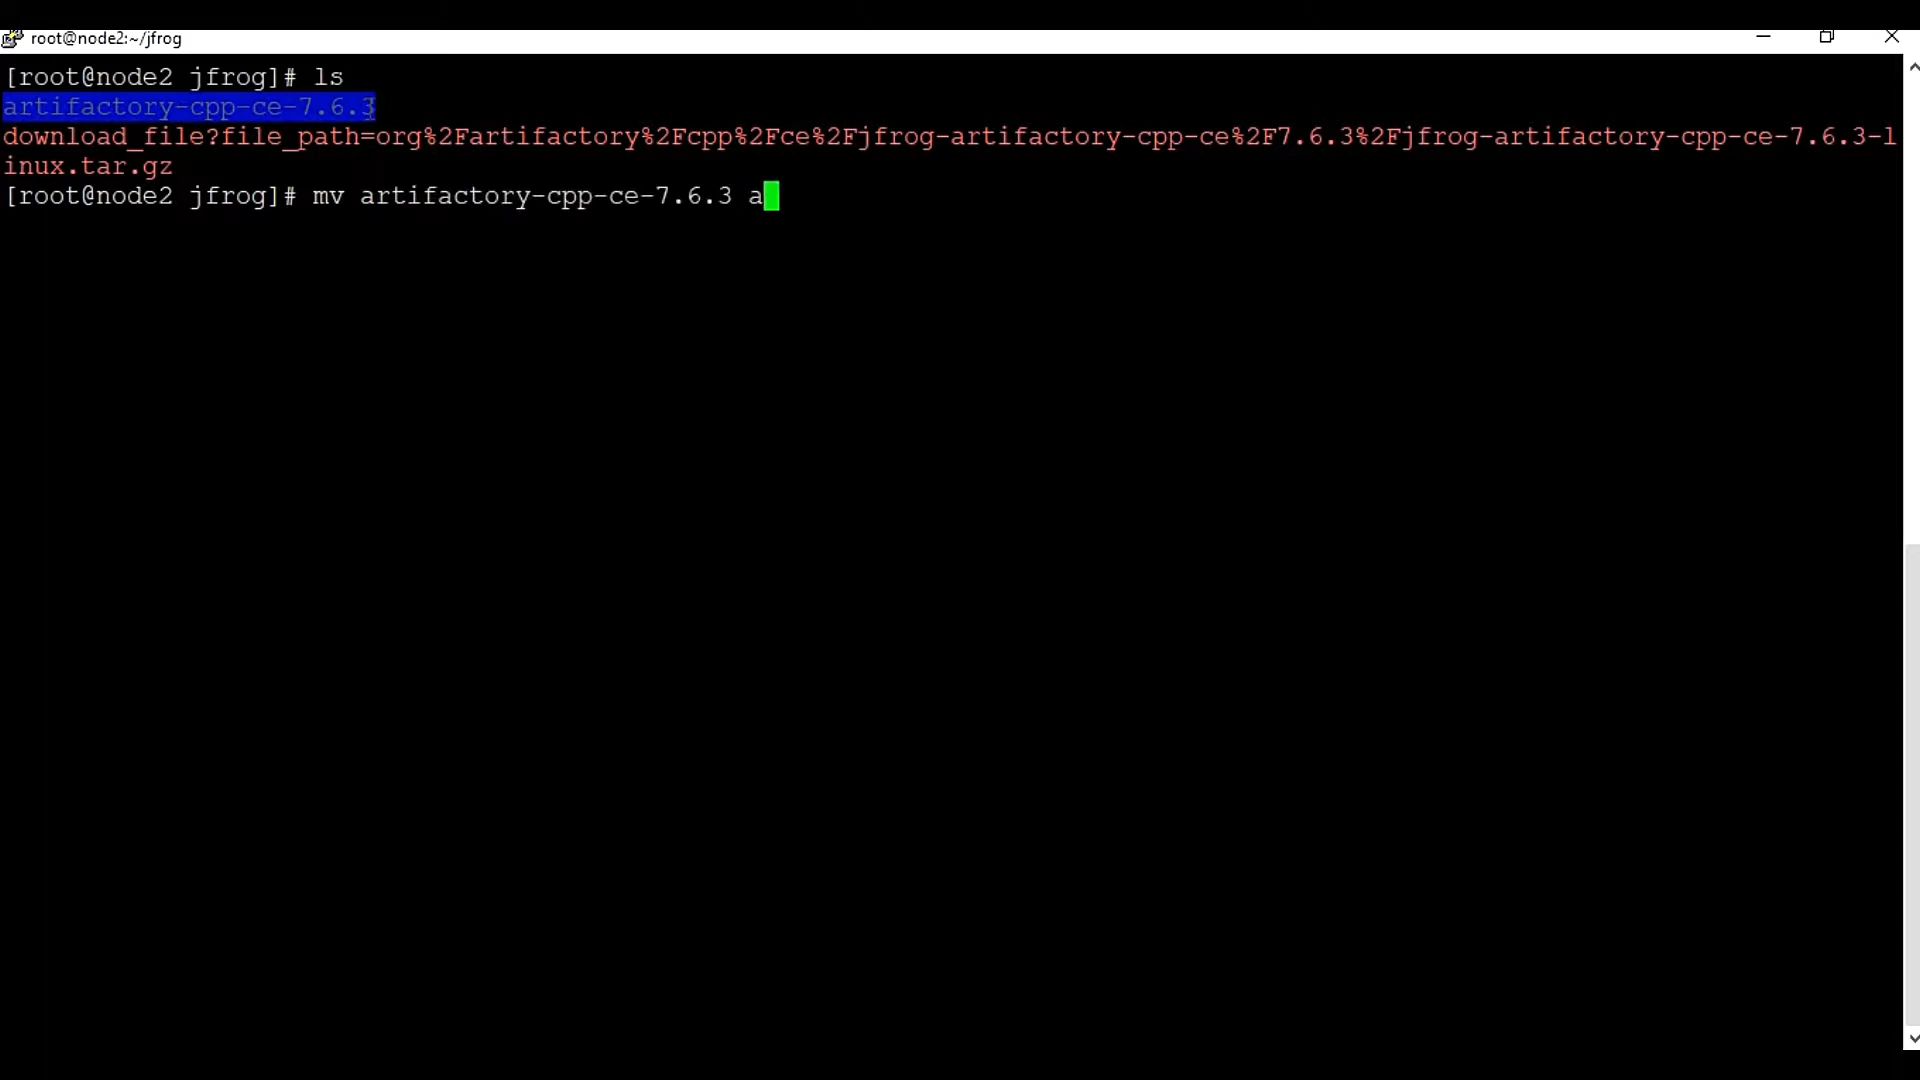 root@node2:~/jfrog
[root@node2 jfrog]# ls
artifactory-cpp-ce-7.6.3
download_file?file_path=org%2Fartifactory%2Fcpp%2Fce%2Fjfrog-artifactory-cpp-ce%2F7.6.3%2Fjfrog-artifactory-cpp-ce-7.6.3-l
inux.tar.gz
[root@node2 jfrog]# mv artifactory-cpp-ce-7.6.3 a